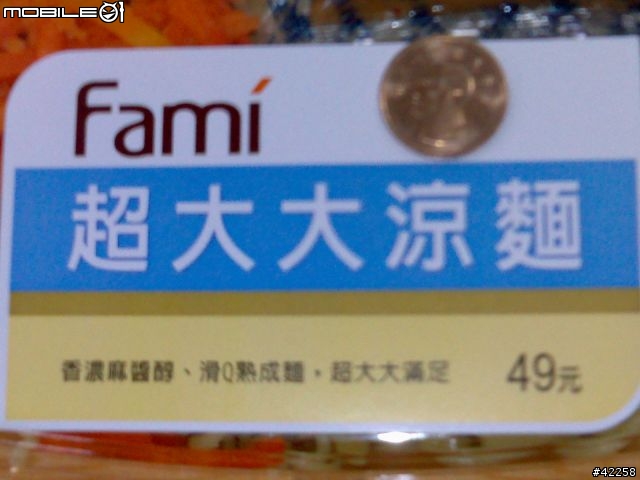 MOBILE01
Famí
超大大涼麵
香濃麻醬醇、滑Q熟成麵，超大大滿足
49元
#42258